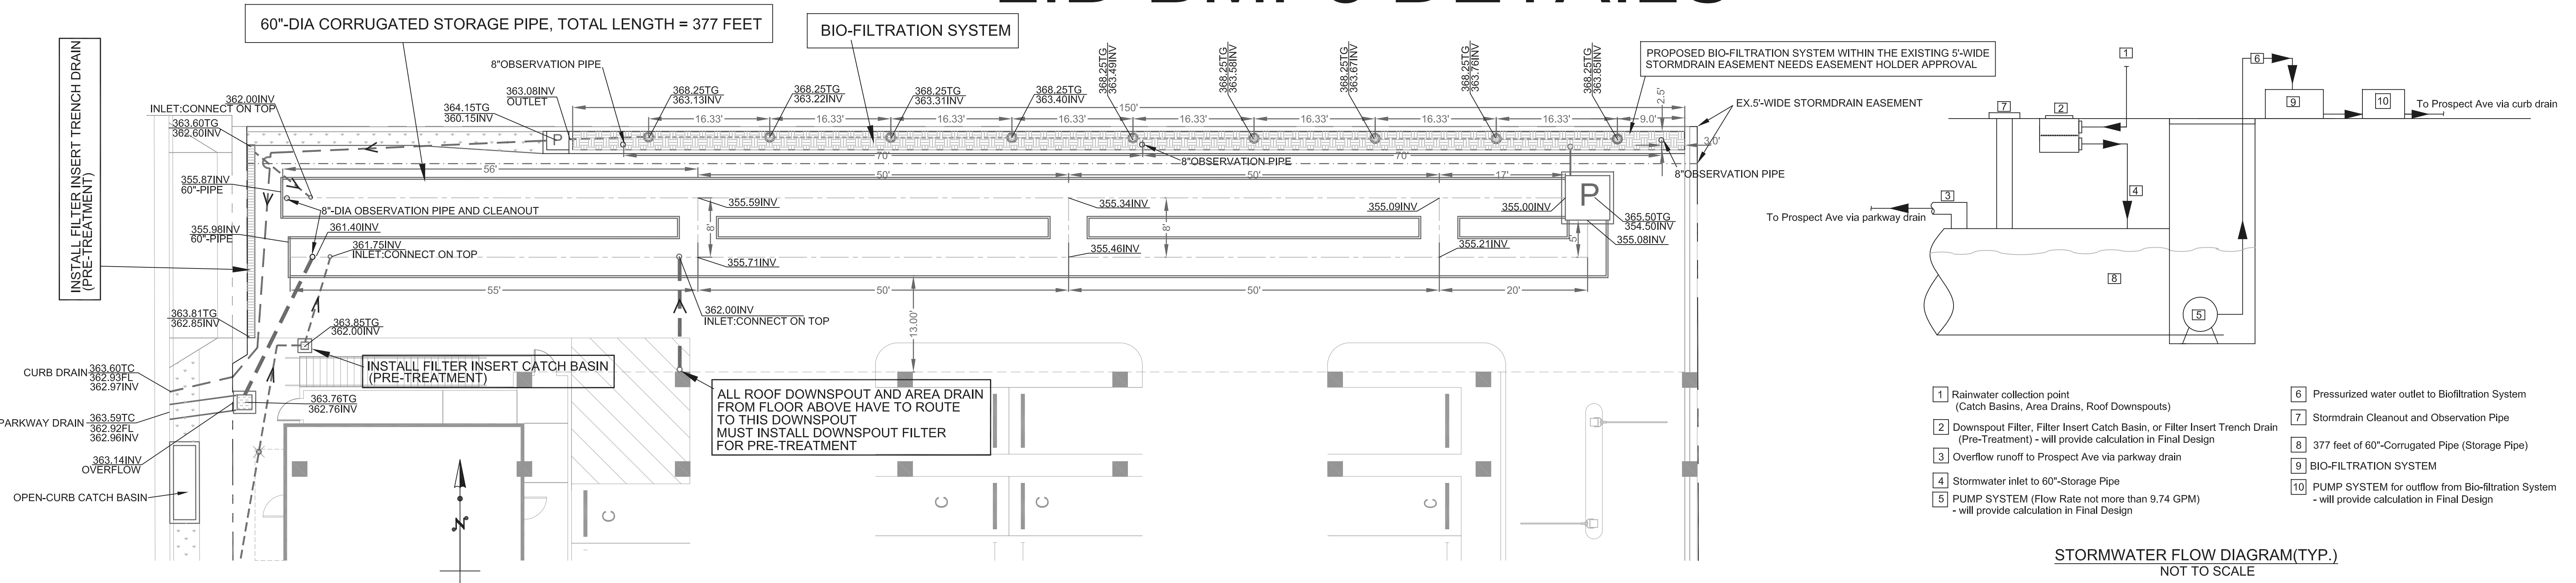 60"-DIA CORRUGATED STORAGE PIPE, TOTAL LENGTH = 377 FEET
BIO-FILTRATION SYSTEM
PROPOSED BIO-FILTRATION SYSTEM WITHIN THE EXISTING 5'-WIDE
STORMDRAIN EASEMENT NEEDS EASEMENT HOLDER APPROVAL
INSTALL FILTER INSERT TRENCH DRAIN
(PRE-TREATMENT)
8"OBSERVATION PIPE
362.00INV
INLET:CONNECT ON TOP
363.60TG
362.60INV
364.15TG
360.15INV
363.08INV
OUTLET
368.25TG
363.13INV
368.25TG
363.22INV
368.25TG
363.31INV
368.25TG
363.40INV
368.25TG
363.49INV
368.25TG
363.58INV
368.25TG
363.67INV
368.25TG
363.76INV
368.25TG
363.85INV
150'
2.5'
EX.5'-WIDE STORMDRAIN EASEMENT
16.33'
16.33'
16.33'
16.33'
16.33'
16.33'
16.33'
16.33'
9.0'
P
3.0'
70'
70'
8"OBSERVATION PIPE
8"OBSERVATION PIPE
56'
50'
50'
17'
355.87INV
60"-PIPE
8"-DIA OBSERVATION PIPE AND CLEANOUT
355.59INV
355.34INV
355.09INV
355.00INV
P
365.50TG
354.50INV
355.08INV
355.98INV
60"-PIPE
361.40INV
361.75INV
INLET:CONNECT ON TOP
8'
8'
5'
355.71INV
355.46INV
355.21INV
55'
50'
50'
20'
363.81TG
362.85INV
363.85TG
362.00INV
362.00INV
INLET:CONNECT ON TOP
13.00'
INSTALL FILTER INSERT CATCH BASIN
(PRE-TREATMENT)
CURB DRAIN
363.60TC
362.93FL
362.97INV
363.76TG
362.76INV
PARKWAY DRAIN
363.59TC
362.92FL
362.96INV
363.14INV
OVERFLOW
OPEN-CURB CATCH BASIN
ALL ROOF DOWNSPOUT AND AREA DRAIN
FROM FLOOR ABOVE HAVE TO ROUTE
TO THIS DOWNSPOUT
MUST INSTALL DOWNSPOUT FILTER
FOR PRE-TREATMENT
N
C
C
C
C
1
6
7
2
9
10
To Prospect Ave via curb drain
3
4
To Prospect Ave via parkway drain
8
5
1 Rainwater collection point
(Catch Basins, Area Drains, Roof Downspouts)
2 Downspout Filter, Filter Insert Catch Basin, or Filter Insert Trench Drain
(Pre-Treatment) - will provide calculation in Final Design
3 Overflow runoff to Prospect Ave via parkway drain
4 Stormwater inlet to 60"-Storage Pipe
5 PUMP SYSTEM (Flow Rate not more than 9.74 GPM)
- will provide calculation in Final Design
6 Pressurized water outlet to Biofiltration System
7 Stormdrain Cleanout and Observation Pipe
8 377 feet of 60"-Corrugated Pipe (Storage Pipe)
9 BIO-FILTRATION SYSTEM
10 PUMP SYSTEM for outflow from Bio-filtration System
- will provide calculation in Final Design
STORMWATER FLOW DIAGRAM(TYP.)
NOT TO SCALE